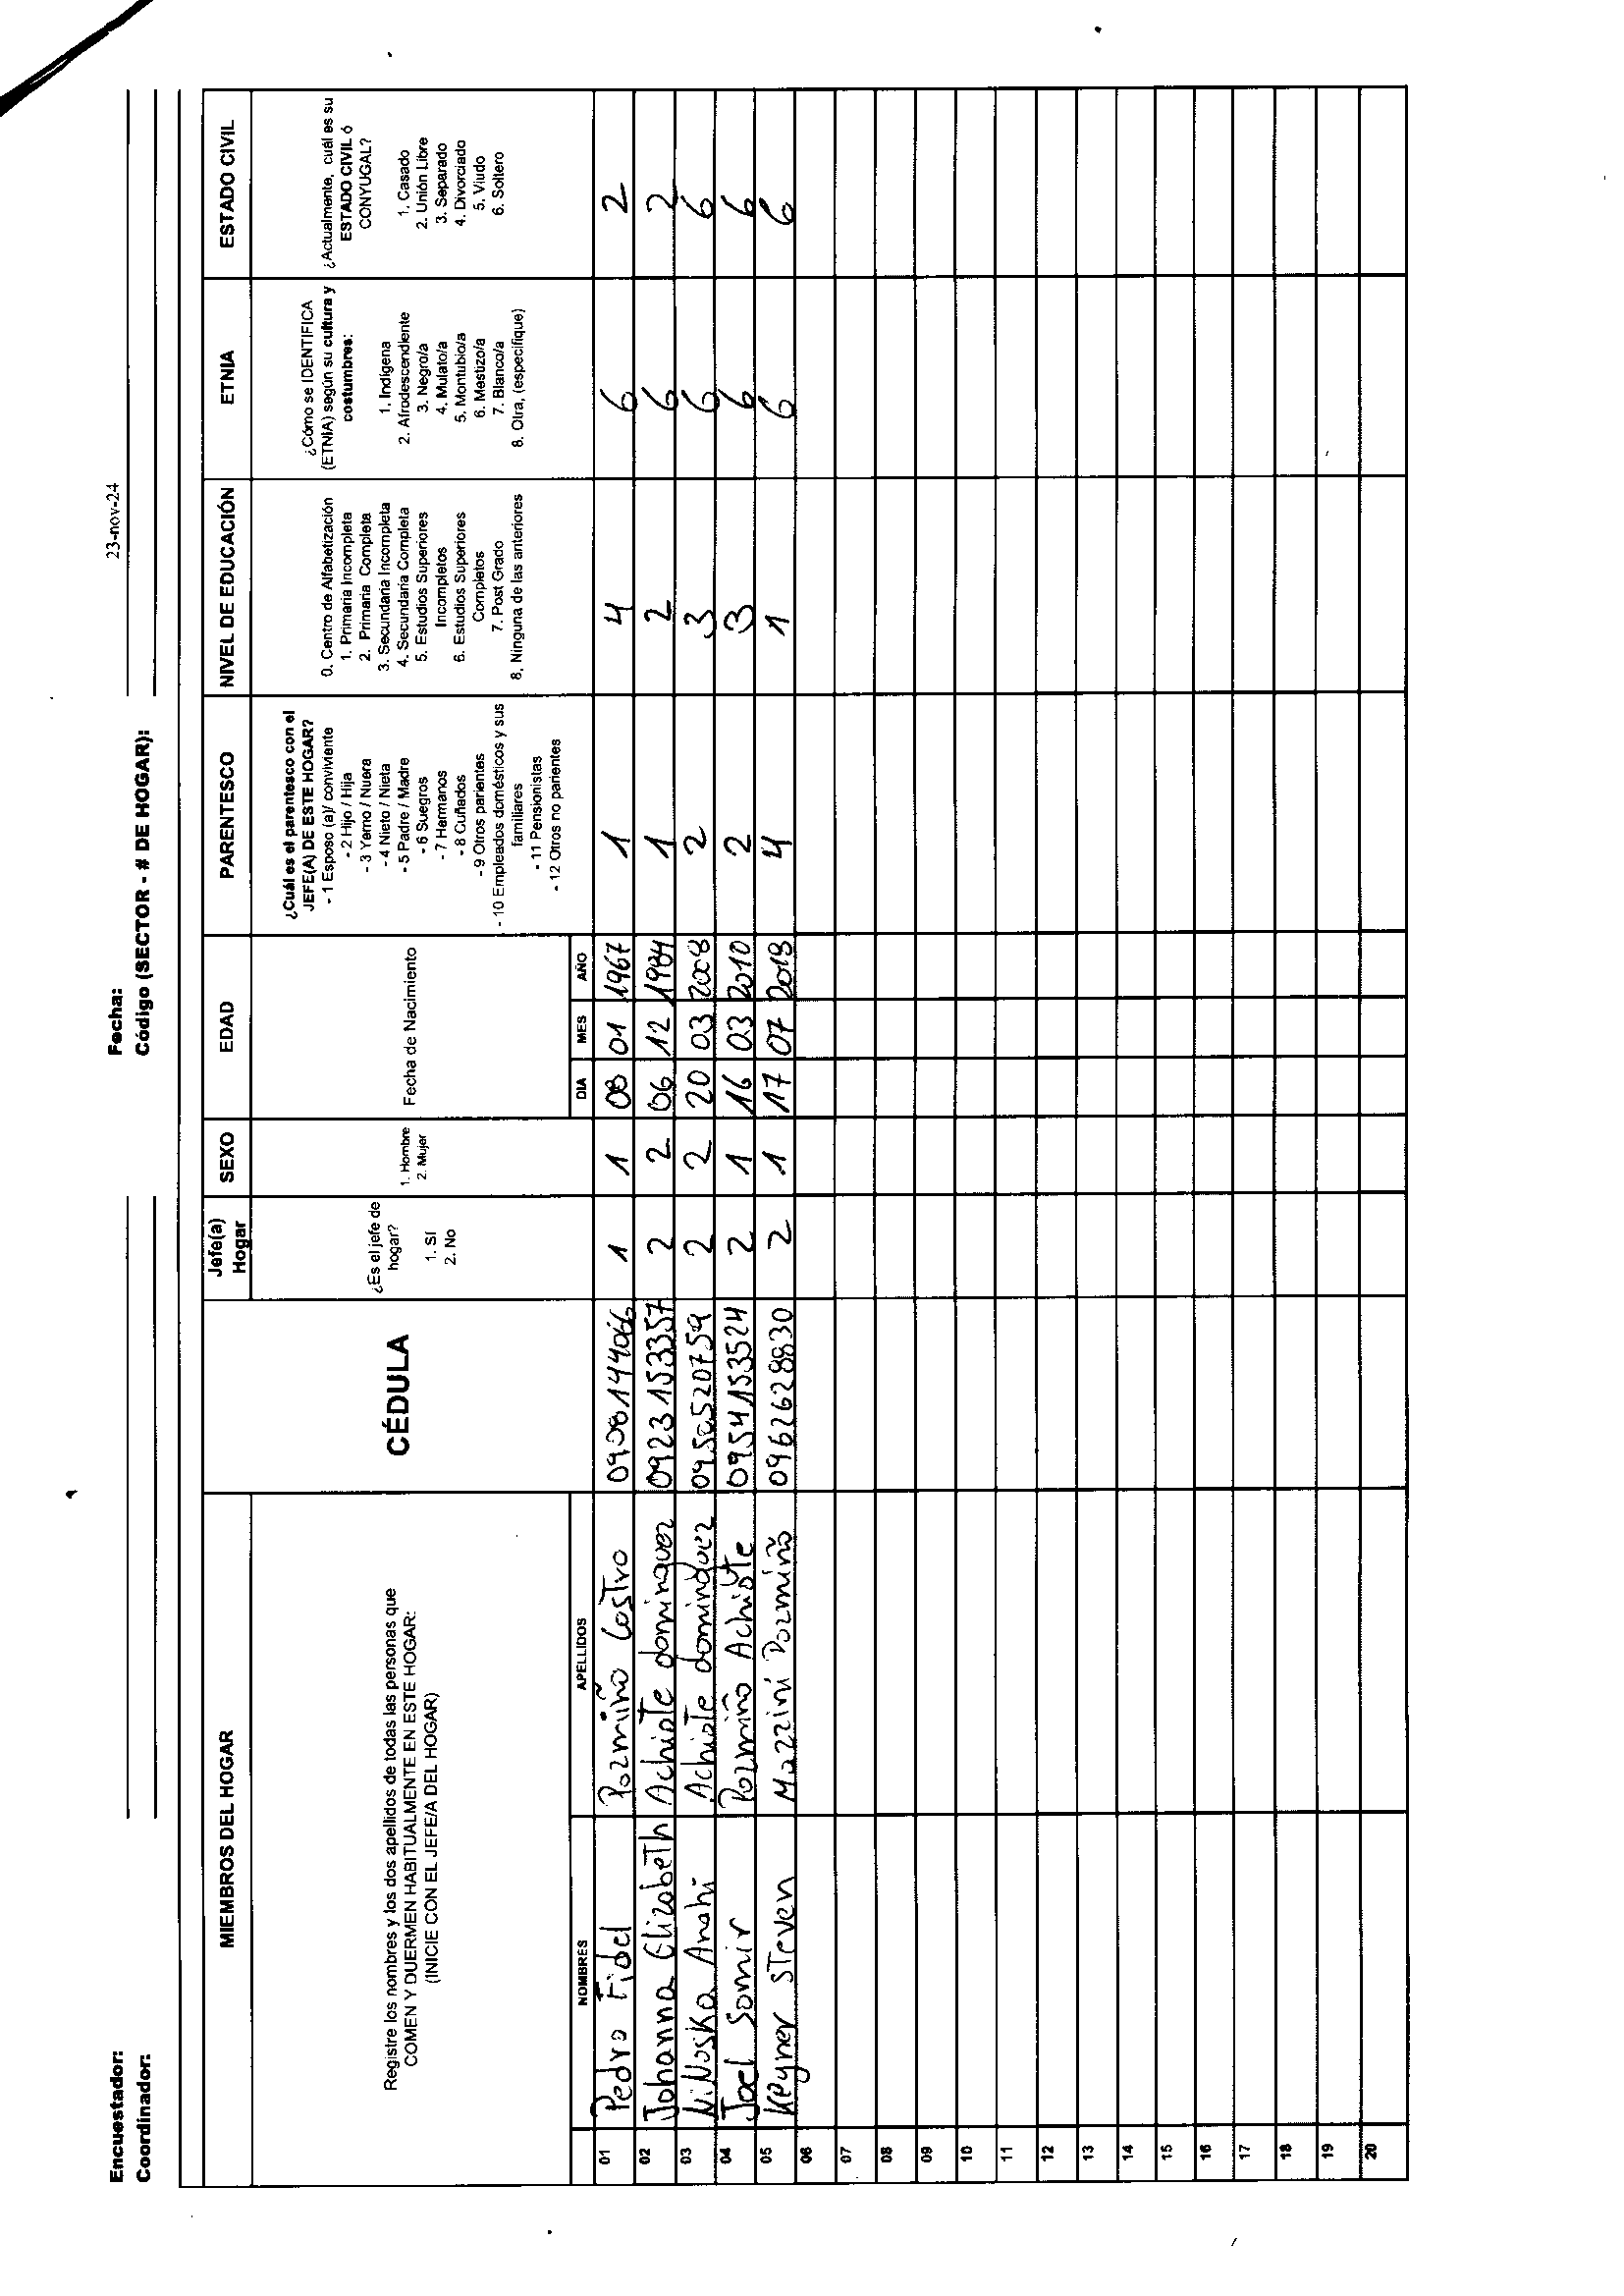 Encuestador: Fecha: 23-nov-24
Coordinador: Código (SECTOR - # DE HOGAR):
MIEMBROS DEL HOGAR CÉDULA Jefe(a) Hogar SEXO EDAD PARENTESCO NIVEL DE EDUCACIÓN ETNIA ESTADO CIVIL
Registre los nombres y los dos apellidos de todas las personas que
COMEN Y DUERMEN HABITUALMENTE EN ESTE HOGAR:
(INICIE CON EL JEFE/A DEL HOGAR)
¿Es el jefe de
hogar?
1. Sí
2. No
1. Hombre
2. Mujer
Fecha de Nacimiento
¿Cuál es el parentesco con el
JEFE(A) DE ESTE HOGAR?
- 1 Esposo (a)/ conviviente
- 2 Hijo / Hija
- 3 Yerno / Nuera
- 4 Nieto / Nieta
- 5 Padre / Madre
- 6 Suegros
- 7 Hermanos
- 8 Cuñados
- 9 Otros parientes
- 10 Empleados domésticos y sus
familiares
- 11 Pensionistas
- 12 Otros no parientes
0. Centro de Alfabetización
1. Primaria Incompleta
2. Primaria Completa
3. Secundaria Incompleta
4. Secundaria Completa
5. Estudios Superiores
Incompletos
6. Estudios Superiores
Completos
7. Post Grado
8. Ninguna de las anteriores
¿Cómo se IDENTIFICA
(ETNIA) según su cultura y
costumbres:
1. Indígena
2. Afrodescendiente
3. Negro/a
4. Mulato/a
5. Montubio/a
6. Mestizo/a
7. Blanco/a
8. Otra, (especifique)
¿Actualmente, cuál es su
ESTADO CIVIL ó
CONYUGAL?
1. Casado
2. Unión Libre
3. Separado
4. Divorciado
5. Viudo
6. Soltero
NOMBRES APELLIDOS DIA MES AÑO
01 Pedro Fidel Pozmiño Costro 0908144066 1 1 08 01 1967 1 4 6 2
02 Johanna Elizabeth Achiote dominguez 0923153357 2 2 06 12 1984 1 2 6 2
03 NiNosKa Anahi Achiote dominguez 0950520759 2 2 20 03 2008 2 3 6 6
04 Joel Somir Pozmiño Achiote 0954153524 2 1 16 03 2010 2 3 6 6
05 Keyner STeven Mazzini Pozmiño 0962628830 2 1 17 07 2018 4 1 6 6
06
07
08
09
10
11
12
13
14
15
16
17
18
19
20